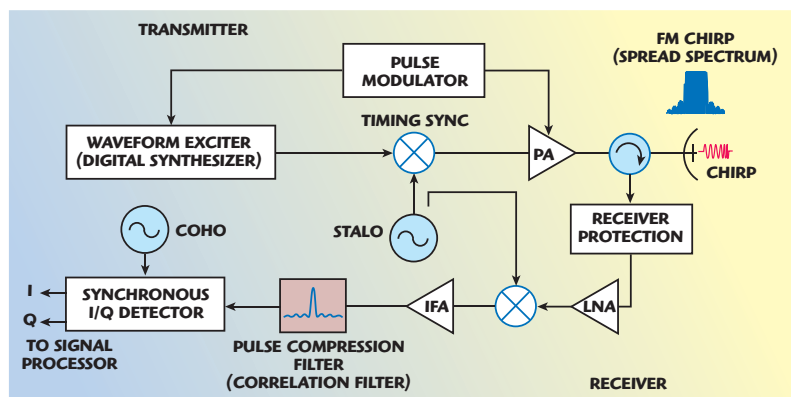 TRANSMITTER
FM CHIRP
(SPREAD SPECTRUM)
PULSE
MODULATOR
TIMING SYNC
WAVEFORM EXCITER
(DIGITAL SYNTHESIZER)
PA
CHIRP
COHO
STALO
RECEIVER
PROTECTION
I
Q
SYNCHRONOUS
I/Q DETECTOR
IFA
LNA
TO SIGNAL
PROCESSOR
PULSE COMPRESSION
FILTER
(CORRELATION FILTER)
RECEIVER